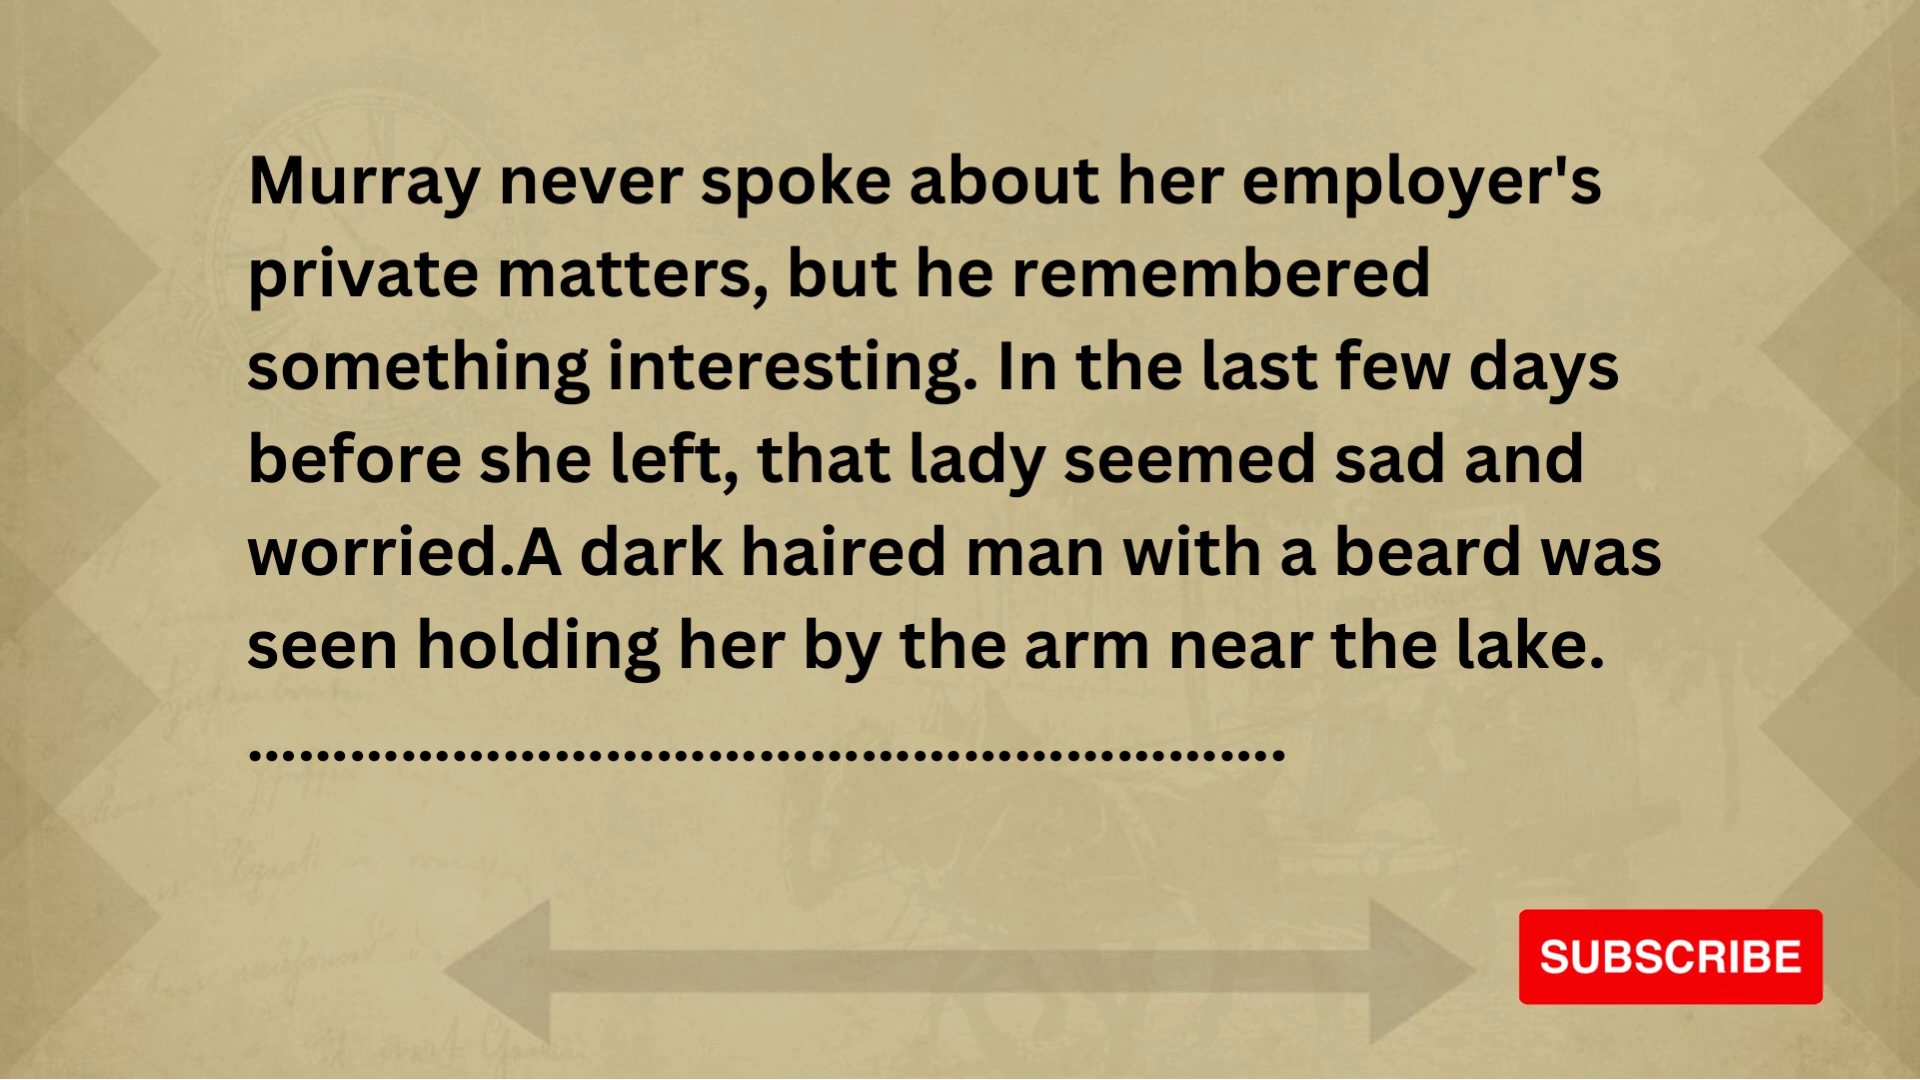 Murray never spoke about her employer's
private matters, but he remembered
something interesting. In the last few days
before she left, that lady seemed sad and
worried.A dark haired man with a beard was
seen holding her by the arm near the lake.
.............................................................
SUBSCRIBE